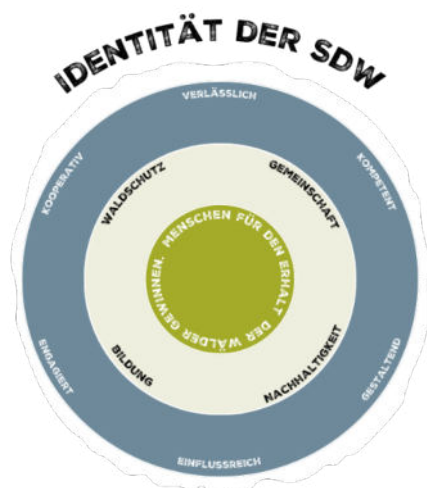 IDENTITÄT DER SDW
VERLÄSSLICH
KOMPETENT
GESTALTEND
EINFLUSSREICH
ENGAGIERT
KOOPERATIV
WALDSCHUTZ
GEMEINSCHAFT
NACHHALTIGKEIT
BILDUNG
MENSCHEN FÜR DEN ERHALT DER WÄLDER GEWINNEN.